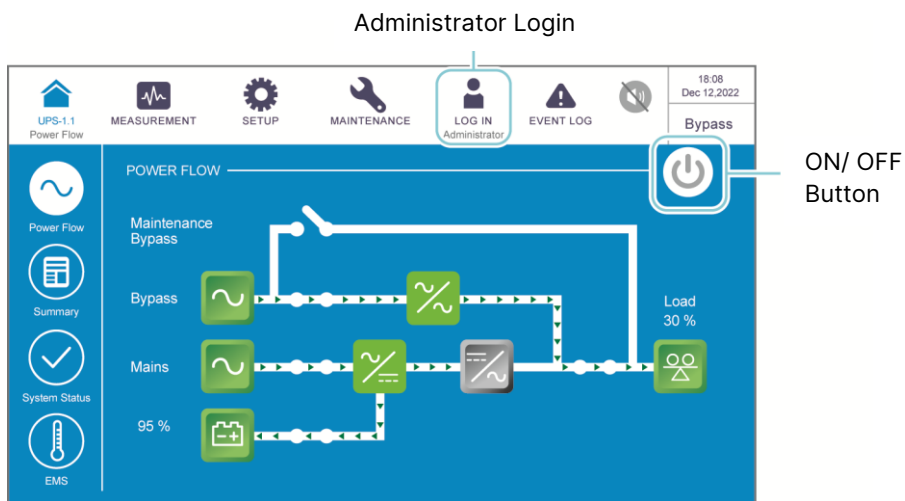 Administrator Login
18:08
Dec 12,2022
UPS-1.1
Power Flow
MEASUREMENT
SETUP
MAINTENANCE
LOG IN
Administrator
EVENT LOG
Bypass
ON/ OFF
Button
POWER FLOW
Power Flow
Maintenance
Bypass
Bypass
Load
30 %
Summary
Mains
System Status
95 %
EMS